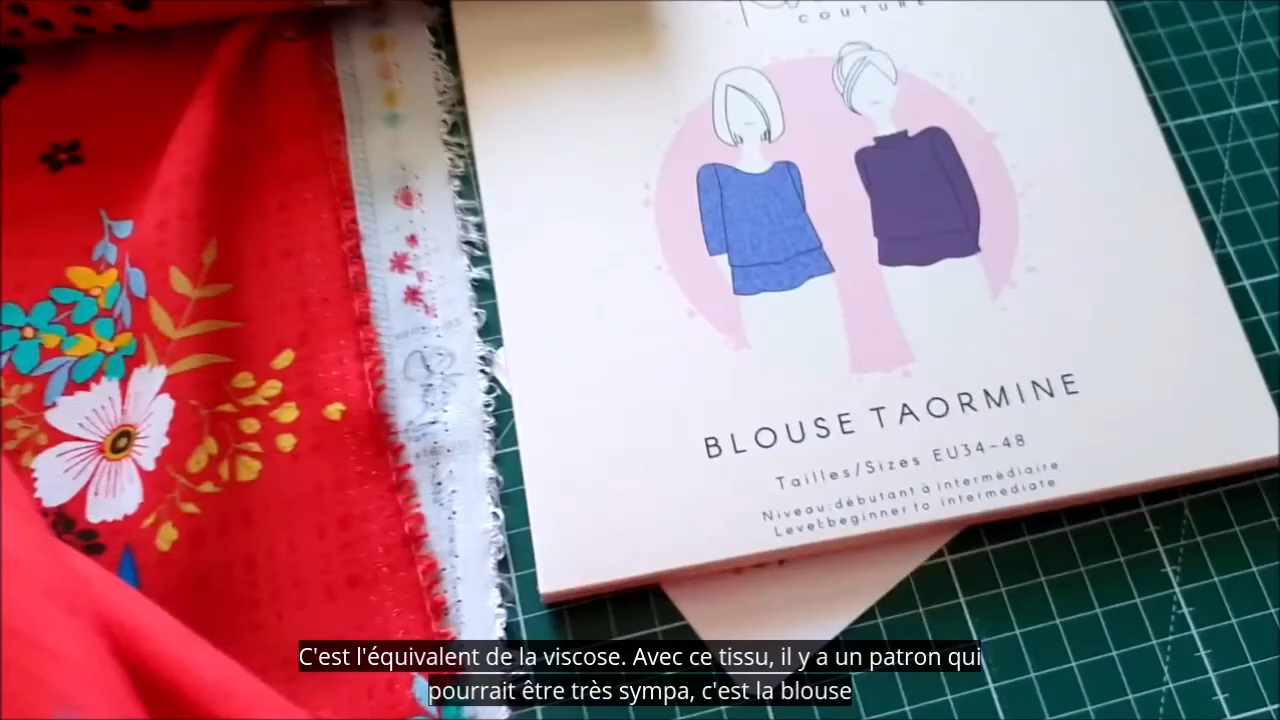 COUTURE
BLOUSE TAORMINE
Tailles/Sizes EU34-48
Niveau:débutant à intermédiaire
Level:beginner to intermediate
C'est l'équivalent de la viscose. Avec ce tissu, il y a un patron qui
pourrait être très sympa, c'est la blouse